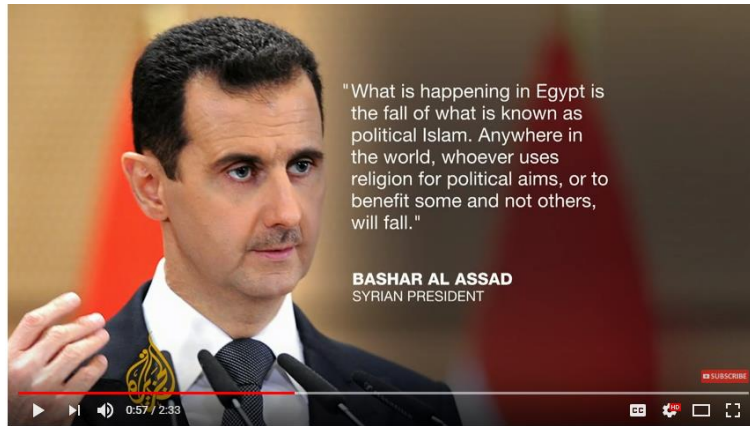 "What is happening in Egypt is
the fall of what is known as
political Islam. Anywhere in
the world, whoever uses
religion for political aims, or to
benefit some and not others,
will fall."
BASHAR AL ASSAD
SYRIAN PRESIDENT
الجزيرة
SUBSCRIBE
0:57 / 2:33
CC
HD